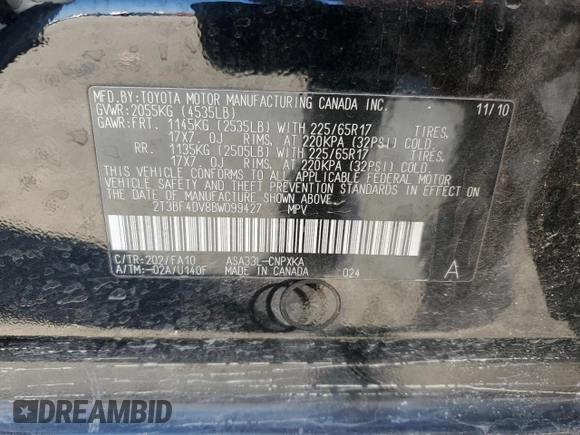 MFD.BY:TOYOTA MOTOR MANUFACTURING CANADA INC. 11/10
GVWR:2055KG (4535LB)
GAWR:FRT. 1145KG (2535LB) WITH 225/65R17 TIRES.
17X7 OJ RIMS. AT 220KPA (32PSI) COLD.
RR. 1135KG (2505LB) WITH 225/65R17 TIRES.
17X7 OJ RIMS. AT 220KPA (32PSI) COLD.
THIS VEHICLE CONFORMS TO ALL APPLICABLE FEDERAL MOTOR
VEHICLE SAFETY AND THEFT PREVENTION STANDARDS IN EFFECT ON
THE DATE OF MANUFACTURE SHOWN ABOVE.
2T3BF4DV8BW099427 MPV
C/TR:202/FA10 ASA33L-CNPXKA
A/TM:-02A/U140F MADE IN CANADA 024 A
DREAMBID